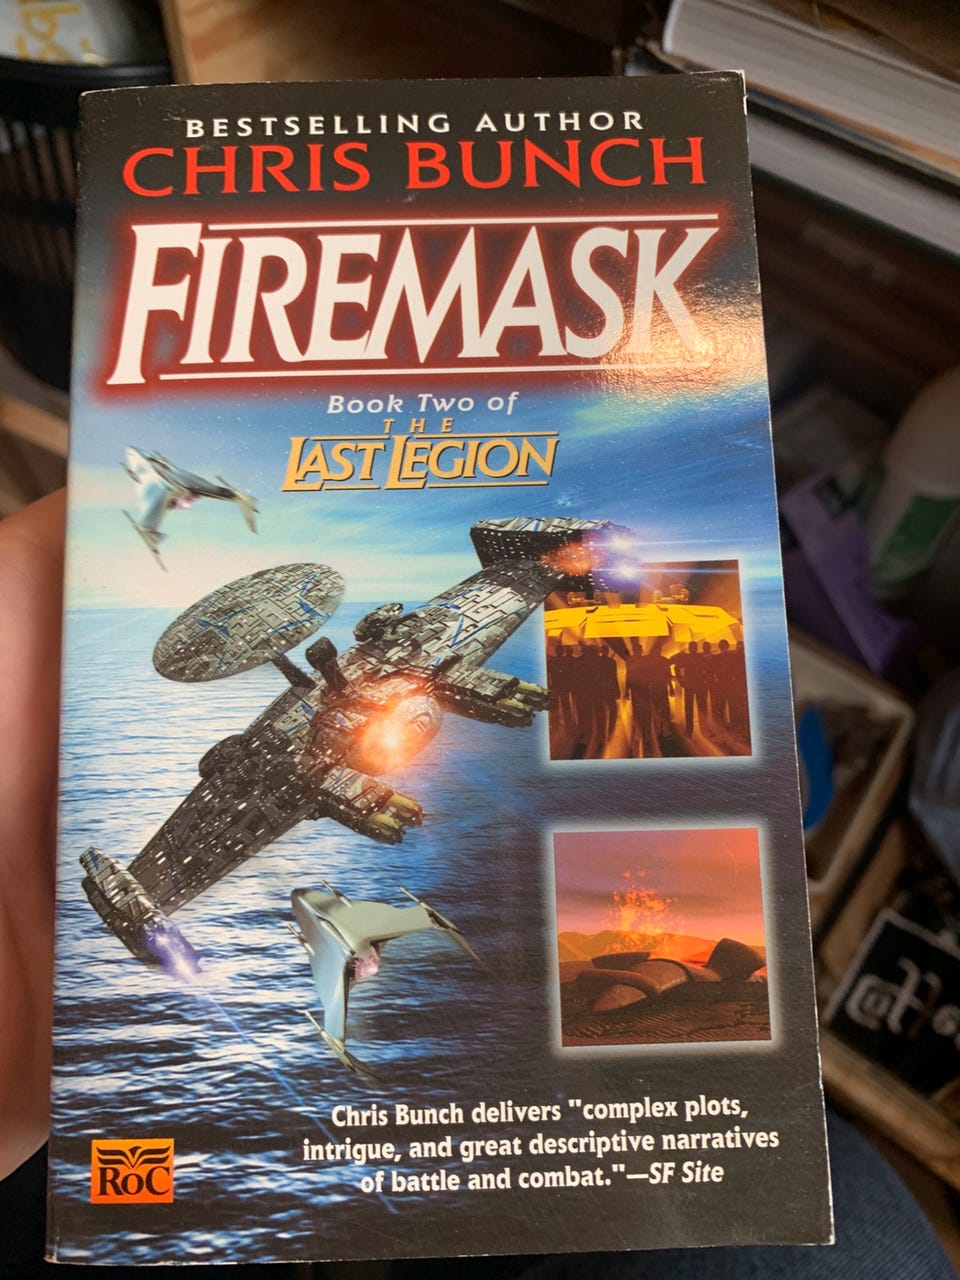 BESTSELLING AUTHOR
CHRIS BUNCH
FIREMASK
Book Two of
THE
LAST LEGION
Chris Bunch delivers "complex plots,
intrigue, and great descriptive narratives
of battle and combat."—SF Site
ROC